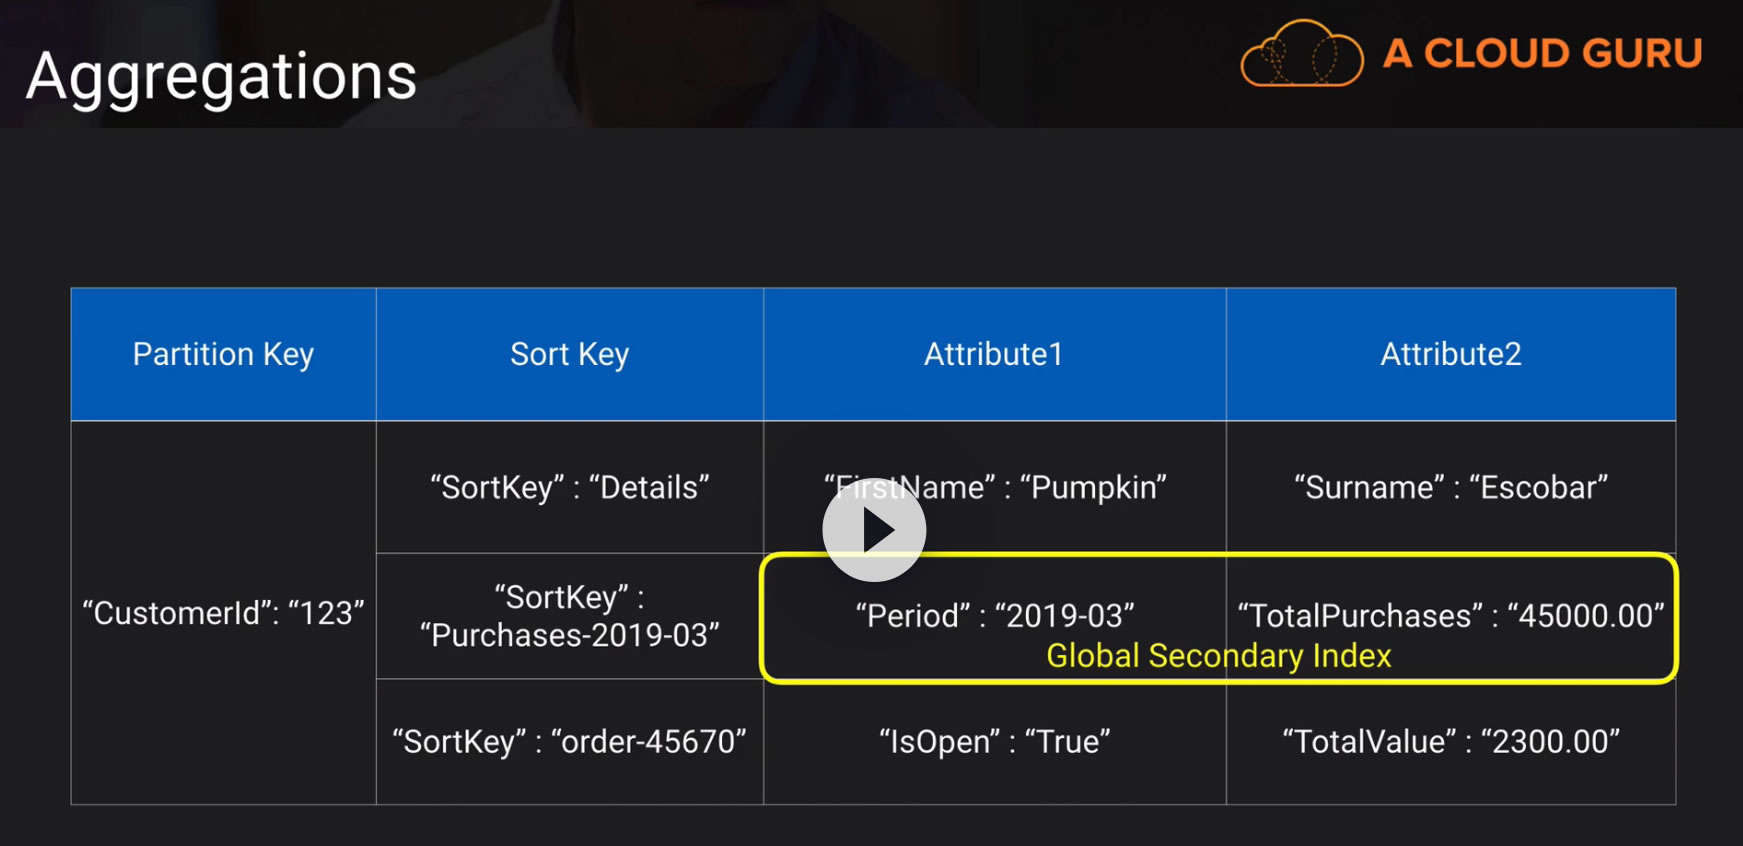 Aggregations
A CLOUD GURU
Partition Key
Sort Key
Attribute1
Attribute2
“CustomerId”: “123”
“SortKey” : “Details”
“FirstName” : “Pumpkin”
“Surname” : “Escobar”
“SortKey” :
“Purchases-2019-03”
“Period” : “2019-03”
“TotalPurchases” : “45000.00”
Global Secondary Index
“SortKey” : “order-45670”
“IsOpen” : “True”
“TotalValue” : “2300.00”